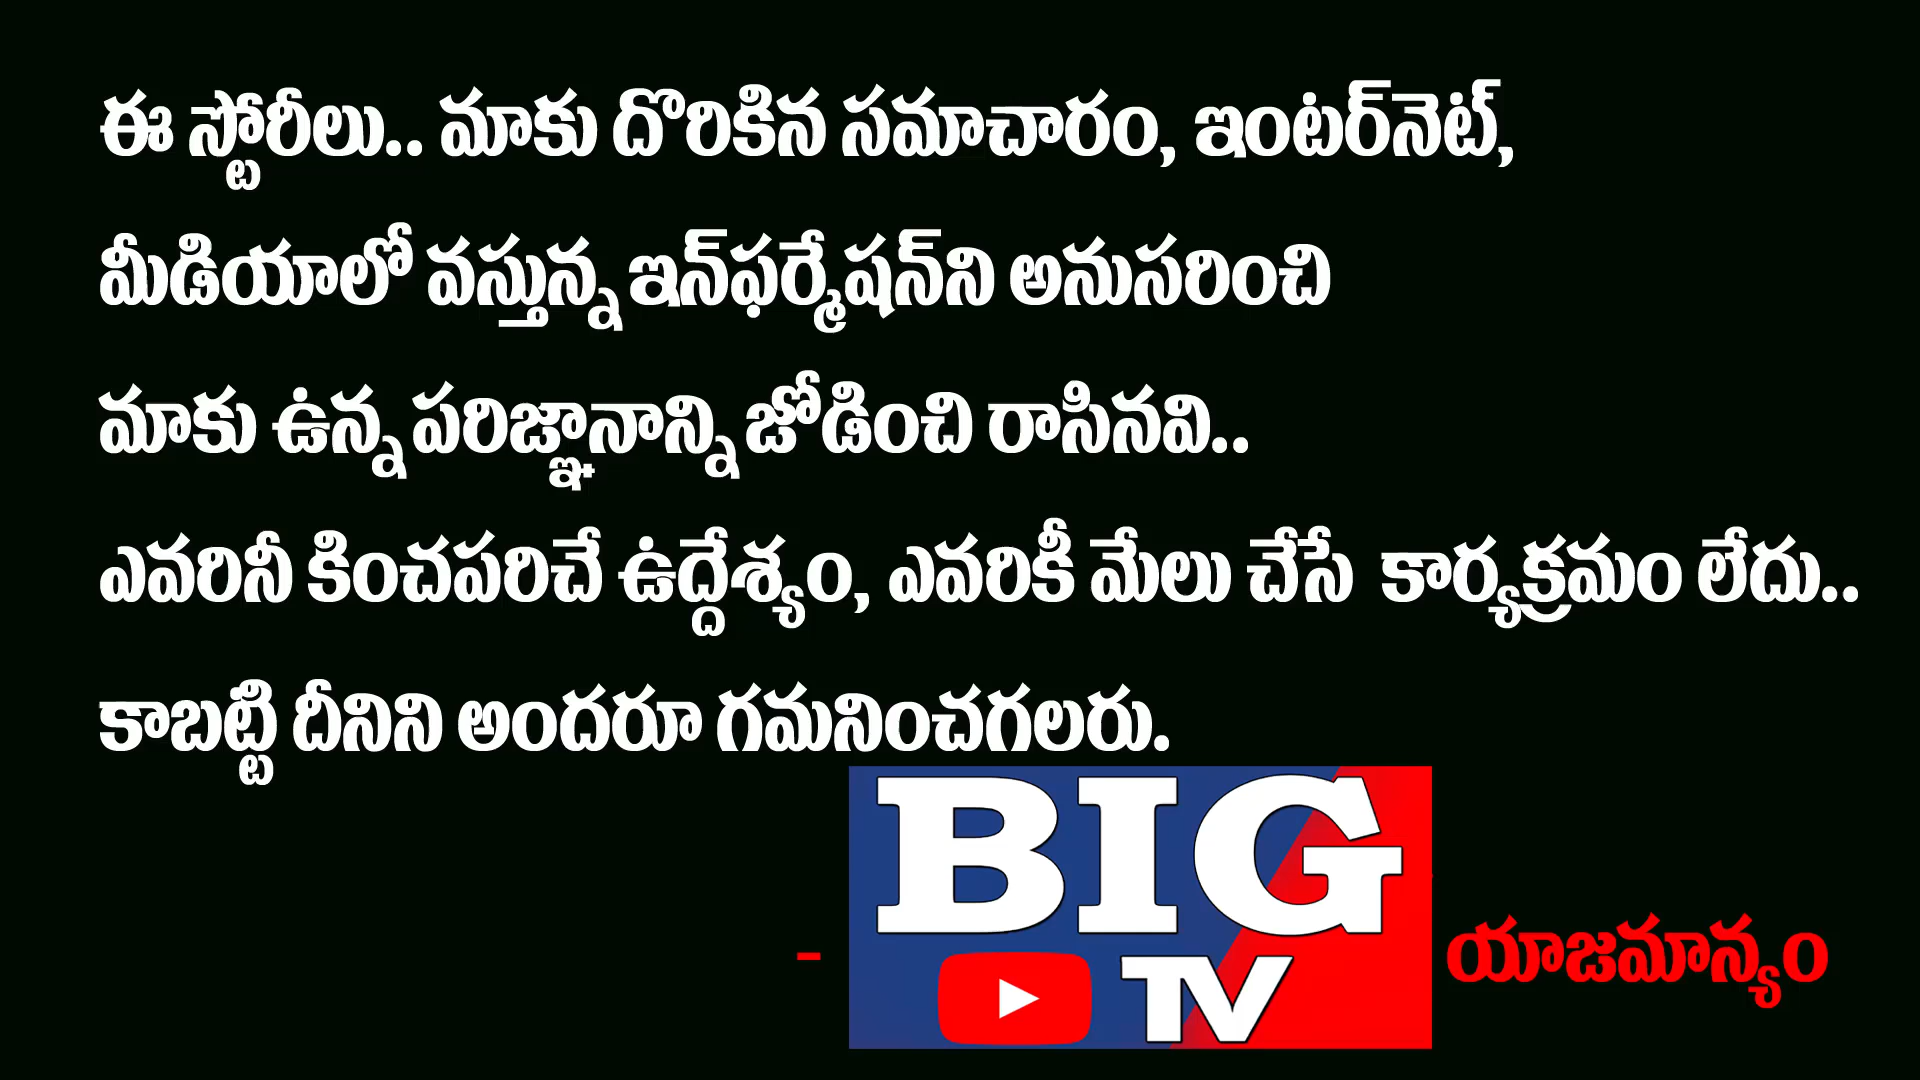 ఈ స్టోరీలు.. మాకు దొరికిన సమాచారం, ఇంటర్‌నెట్,
మీడియాలో వస్తున్న ఇన్‌ఫర్మేషన్‌ని అనుసరించి
మాకు ఉన్న పరిజ్ఞానాన్ని జోడించి రాసినవి..
ఎవరినీ కించపరిచే ఉద్దేశ్యం, ఎవరికీ మేలు చేసే కార్యక్రమం లేదు..
కాబట్టి దీనిని అందరూ గమనించగలరు.
BIG
- TV యాజమాన్యం